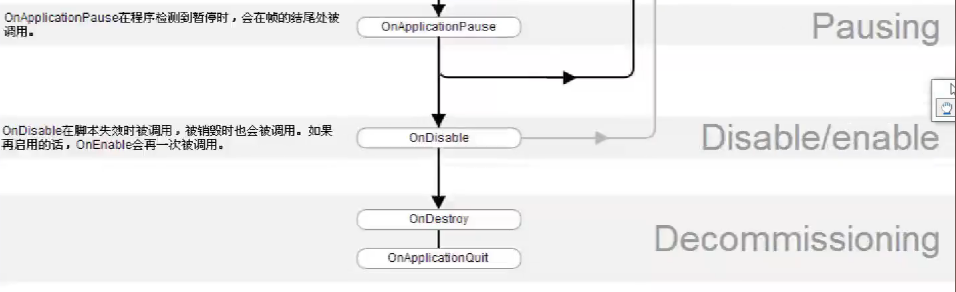 OnApplicationPause在程序检测到暂停时，会在帧的结尾处被
调用。
OnApplicationPause
Pausing
OnDisable在脚本失效时被调用，被销毁时也会被调用。如果
再启用的话，OnEnable会再一次被调用。
OnDisable
Disable/enable
OnDestroy
Decommissioning
OnApplicationQuit